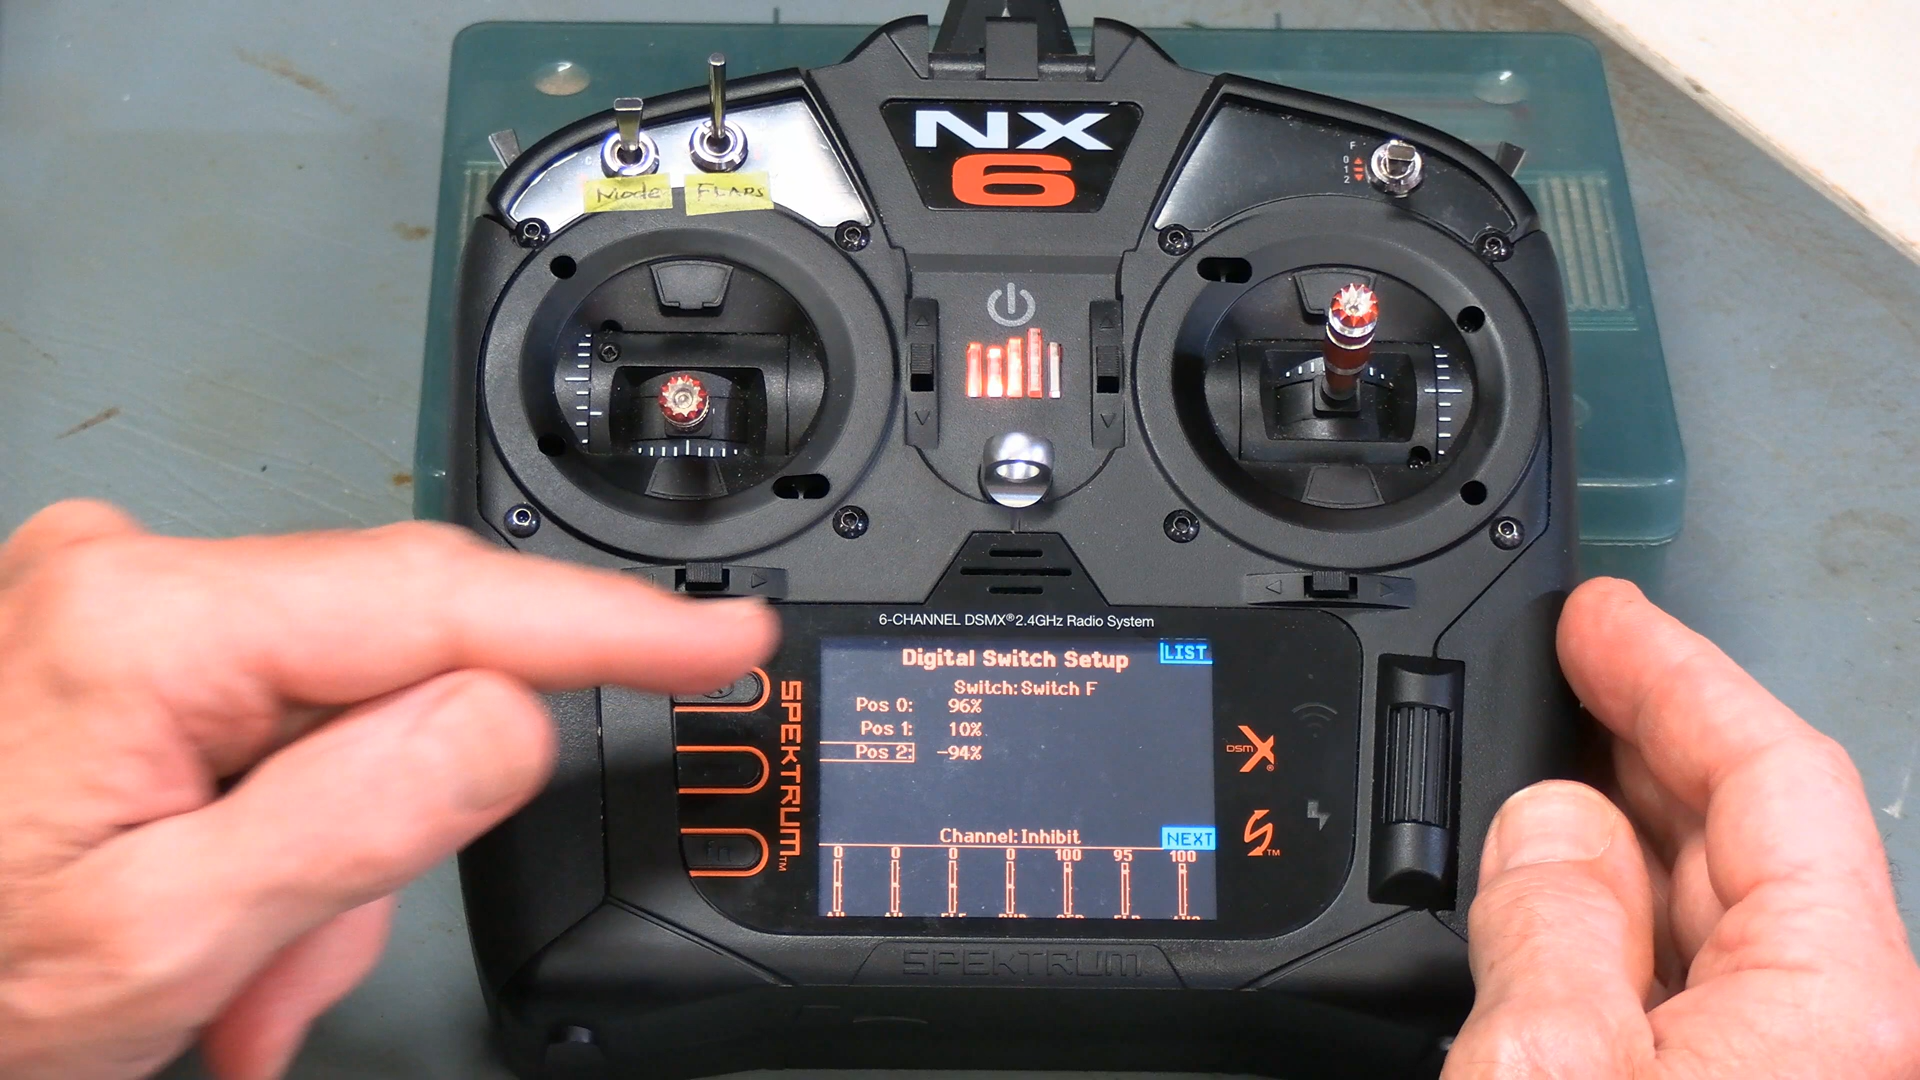 NX
6
C
Mode
FLAPS
F
0
1
2
6-CHANNEL DSMX® 2.4GHz Radio System
Digital Switch Setup
LIST
Switch: Switch F
Pos 0: 96%
Pos 1: 10%
Pos 2: -94%
Channel: Inhibit
NEXT
0 0 0 0 100 95 100
SPEKTRUM™
fn
DSM X®
SPEKTRUM